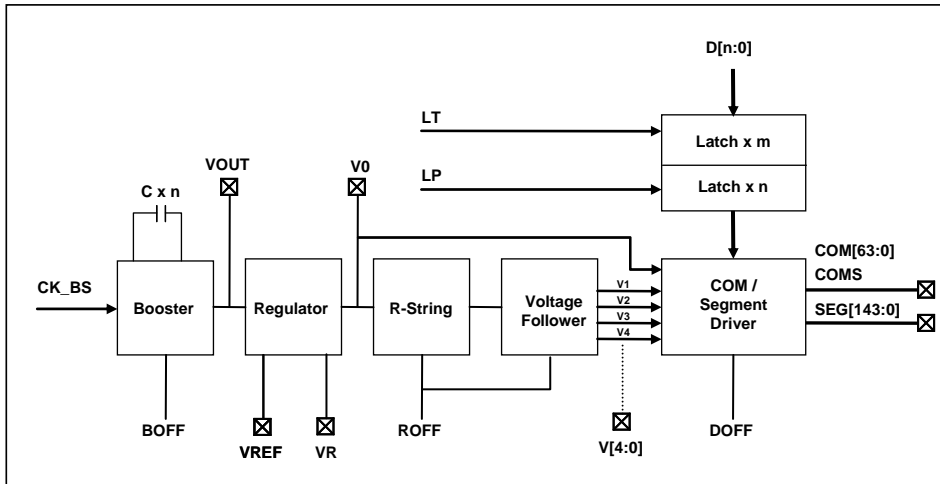 D[n:0]
LT
Latch x m
VOUT
V0
LP
Latch x n
C x n
COM[63:0]
CK_BS
Booster
Regulator
R-String
Voltage
Follower
V1
V2
V3
V4
COM /
Segment
Driver
COMS
SEG[143:0]
BOFF
VREF
VR
ROFF
V[4:0]
DOFF